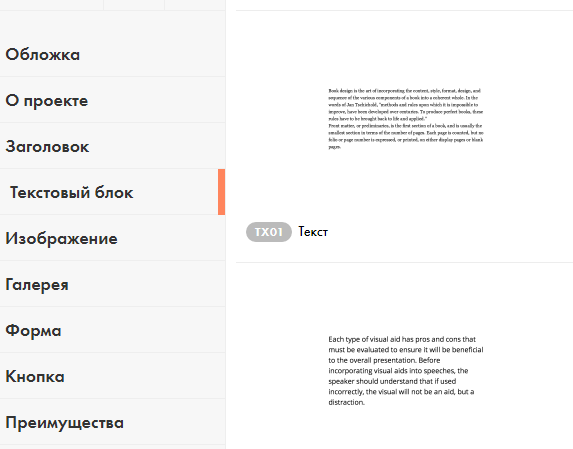 Обложка
О проекте
Заголовок
Текстовый блок
Изображение
Галерея
Форма
Кнопка
Преимущества
Book design is the art of incorporating the content, style, format, design, and
sequence of the various components of a book into a coherent whole. In the
words of Jan Tschichold, "methods and rules upon which it is impossible to
improve, have been developed over centuries. To produce perfect books, these
rules have to be brought back to life and applied."
Front matter, or preliminaries, is the first section of a book, and is usually the
smallest section in terms of the number of pages. Each page is counted, but no
folio or page number is expressed, or printed, on either display pages or blank
pages.
TX01 Текст
Each type of visual aid has pros and cons that
must be evaluated to ensure it will be beneficial
to the overall presentation. Before
incorporating visual aids into speeches, the
speaker should understand that if used
incorrectly, the visual will not be an aid, but a
distraction.